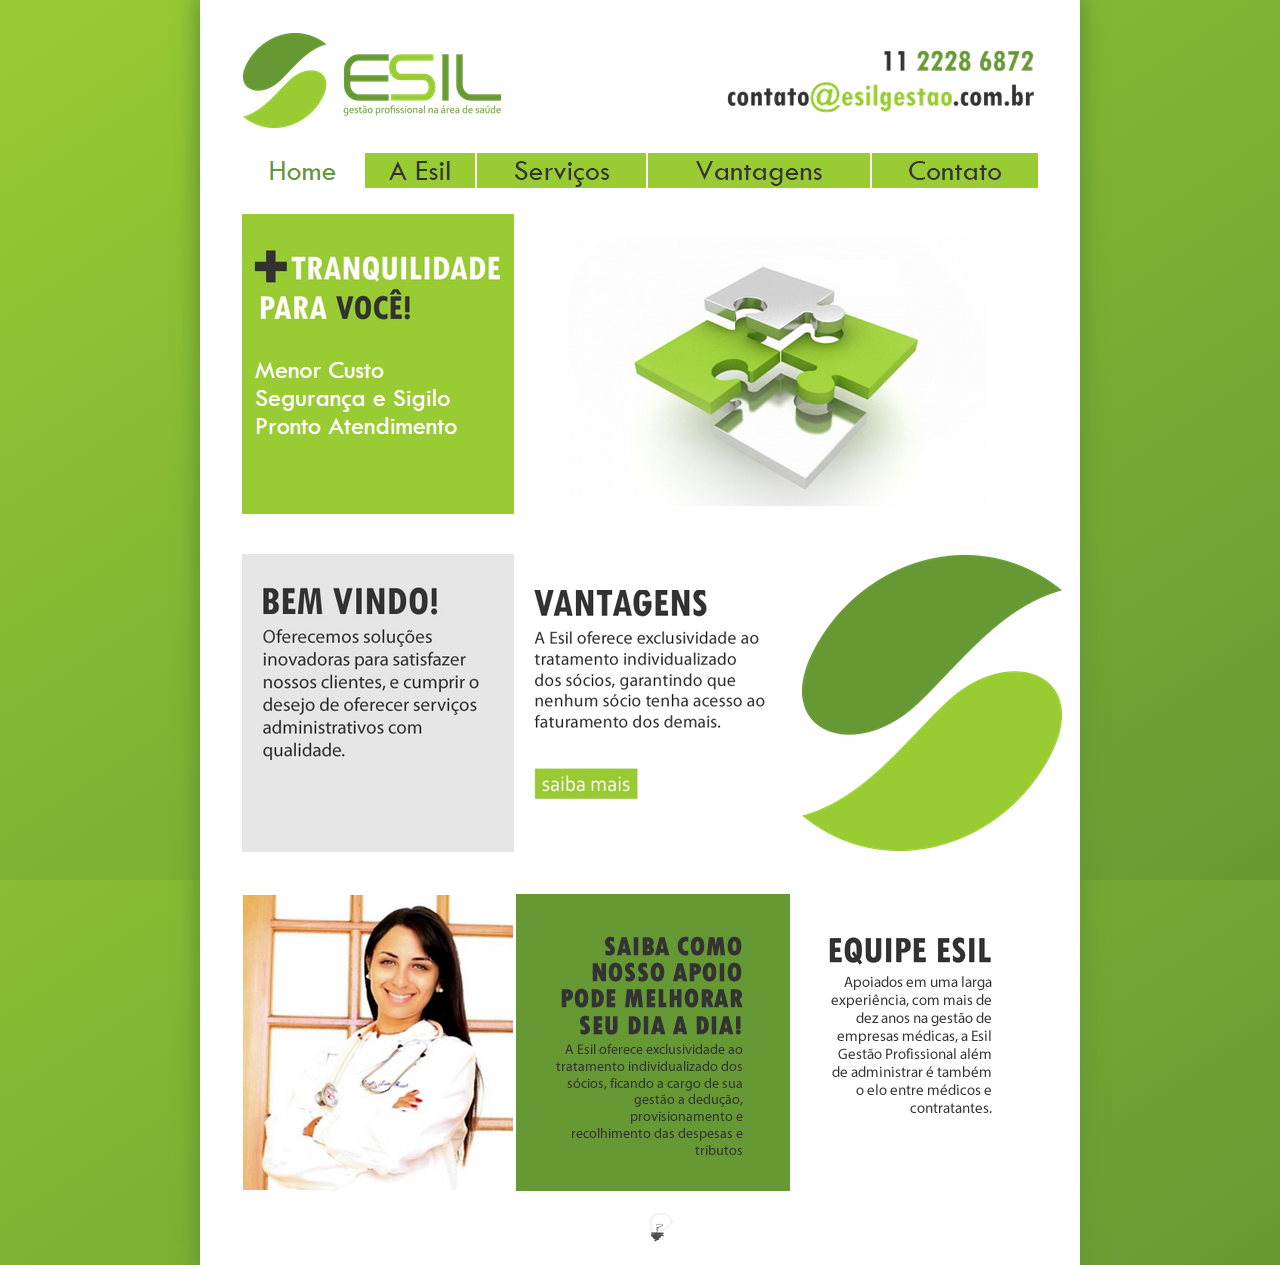 ESIL
gestão profissional na área de saúde
11 2228 6872
contato@esilgestao.com.br
Home A Esil Serviços Vantagens Contato
+TRANQUILIDADE
PARA VOCÊ!
Menor Custo
Segurança e Sigilo
Pronto Atendimento
BEM VINDO!
Oferecemos soluções
inovadoras para satisfazer
nossos clientes, e cumprir o
desejo de oferecer serviços
administrativos com
qualidade.
VANTAGENS
A Esil oferece exclusividade ao
tratamento individualizado
dos sócios, garantindo que
nenhum sócio tenha acesso ao
faturamento dos demais.
saiba mais
SAIBA COMO
NOSSO APOIO
PODE MELHORAR
SEU DIA A DIA!
A Esil oferece exclusividade ao
tratamento individualizado dos
sócios, ficando a cargo de sua
gestão a dedução,
provisionamento e
recolhimento das despesas e
tributos
EQUIPE ESIL
Apoiados em uma larga
experiência, com mais de
dez anos na gestão de
empresas médicas, a Esil
Gestão Profissional além
de administrar é também
o elo entre médicos e
contratantes.